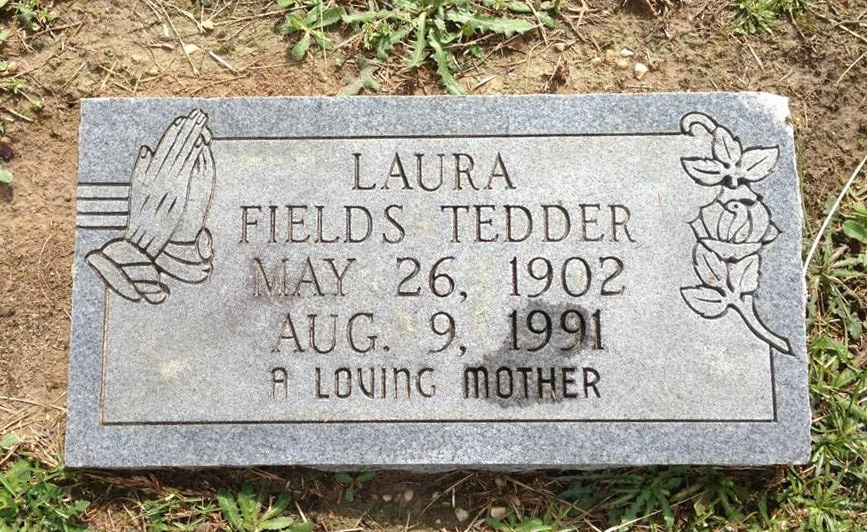 LAURA
FIELDS TEDDER
MAY 26, 1902
AUG. 9, 1991
A LOVING MOTHER